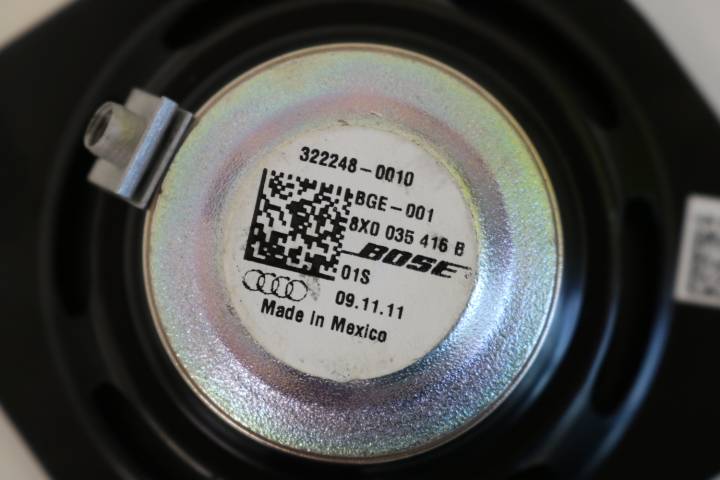 322248-0010
BGE-001
8X0 035 416 B
BOSE
01S
09.11.11
Made in Mexico